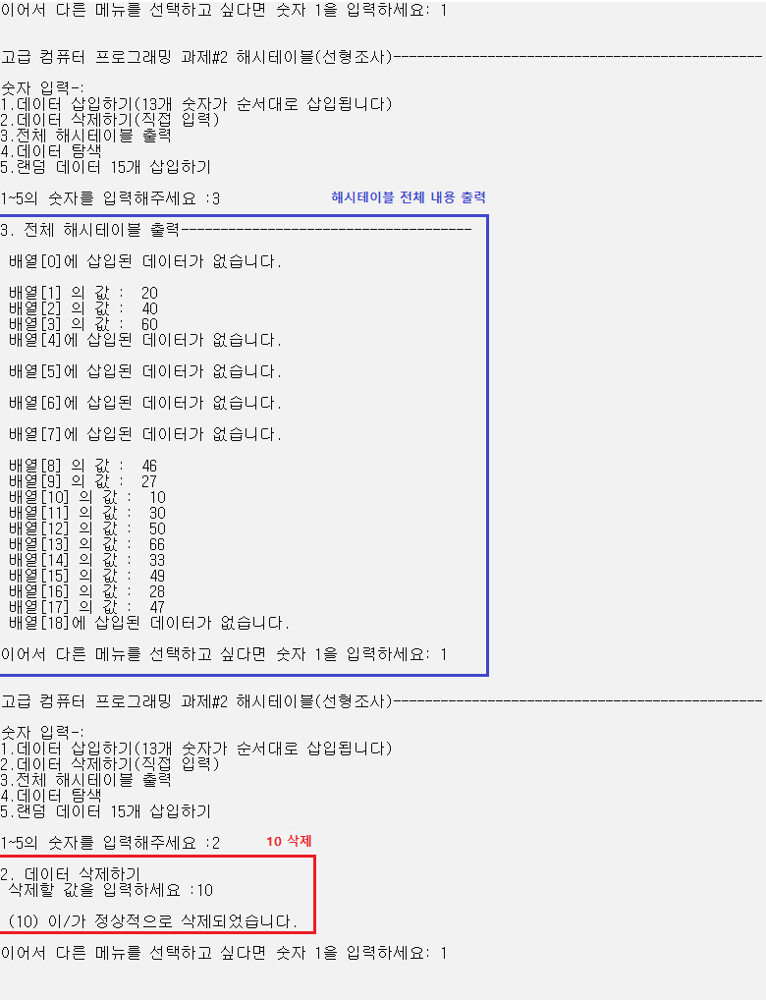 이어서 다른 메뉴를 선택하고 싶다면 숫자 1을 입력하세요: 1
고급 컴퓨터 프로그래밍 과제#2 해시테이블(선형조사)-----------------------------------------------
숫자 입력-:
1.데이터 삽입하기(13개 숫자가 순서대로 삽입됩니다)
2.데이터 삭제하기(직접 입력)
3.전체 해시테이블 출력
4.데이터 탐색
5.랜덤 데이터 15개 삽입하기
1~5의 숫자를 입력해주세요 :3
해시테이블 전체 내용 출력
3. 전체 해시테이블 출력-------------------------------------
배열[0]에 삽입된 데이터가 없습니다.
배열[1] 의 값 :  20
배열[2] 의 값 :  40
배열[3] 의 값 :  60
배열[4]에 삽입된 데이터가 없습니다.
배열[5]에 삽입된 데이터가 없습니다.
배열[6]에 삽입된 데이터가 없습니다.
배열[7]에 삽입된 데이터가 없습니다.
배열[8] 의 값 :  46
배열[9] 의 값 :  27
배열[10] 의 값 :  10
배열[11] 의 값 :  30
배열[12] 의 값 :  50
배열[13] 의 값 :  66
배열[14] 의 값 :  33
배열[15] 의 값 :  49
배열[16] 의 값 :  28
배열[17] 의 값 :  47
배열[18]에 삽입된 데이터가 없습니다.
이어서 다른 메뉴를 선택하고 싶다면 숫자 1을 입력하세요: 1
고급 컴퓨터 프로그래밍 과제#2 해시테이블(선형조사)-----------------------------------------------
숫자 입력-:
1.데이터 삽입하기(13개 숫자가 순서대로 삽입됩니다)
2.데이터 삭제하기(직접 입력)
3.전체 해시테이블 출력
4.데이터 탐색
5.랜덤 데이터 15개 삽입하기
1~5의 숫자를 입력해주세요 :2
10 삭제
2. 데이터 삭제하기
삭제할 값을 입력하세요 :10
(10) 이/가 정상적으로 삭제되었습니다.
이어서 다른 메뉴를 선택하고 싶다면 숫자 1을 입력하세요: 1